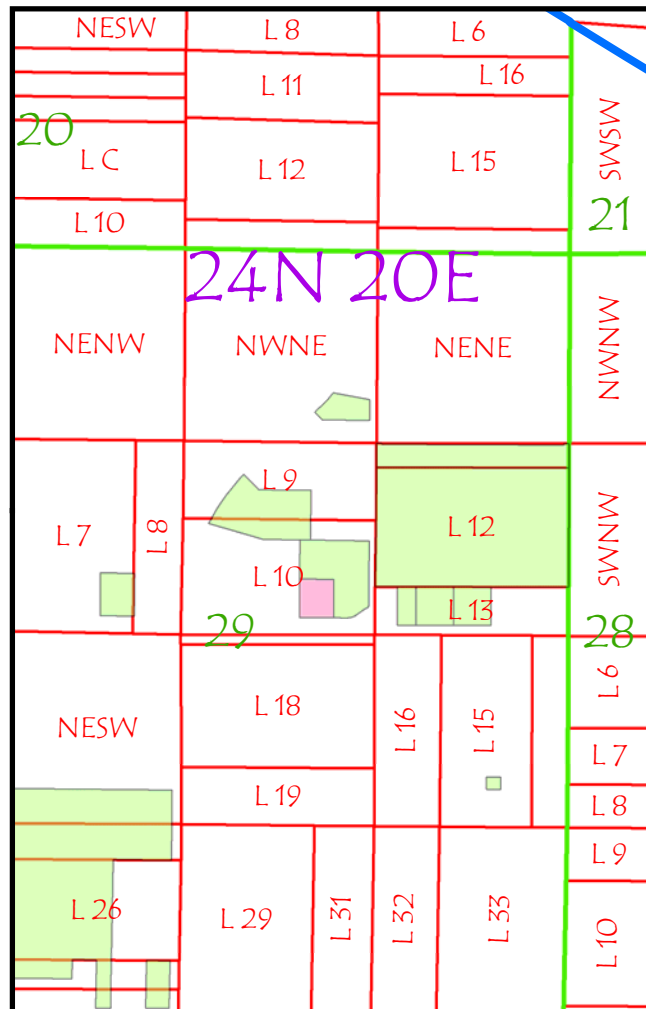 NESW L 8 L 6
L 16
L 11
20
L C L 12 L 15 SWSW
L 10 21
24N 20E
NENW NWNE NENE NWNW
L 9
L 7 L 8 L 12 SWNW
L 10
L 13
29 28
L 6
NESW L 18 L 16 L 15
L 7
L 19 L 8
L 9
L 26 L 29 L 31 L 32 L 33
L 10